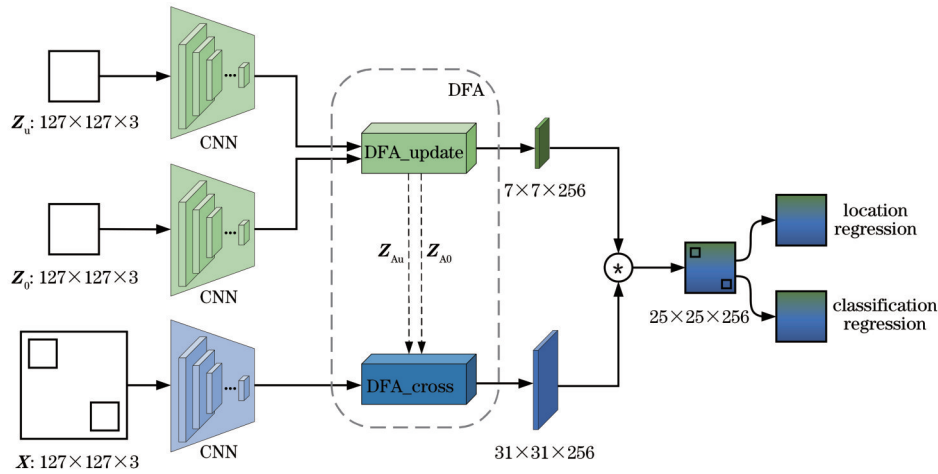 Zu: 127×127×3
CNN
DFA
DFA_update
7×7×256
Z0: 127×127×3
CNN
ZAu
ZA0
*
location
regression
25×25×256
classification
regression
DFA_cross
31×31×256
X: 127×127×3
CNN